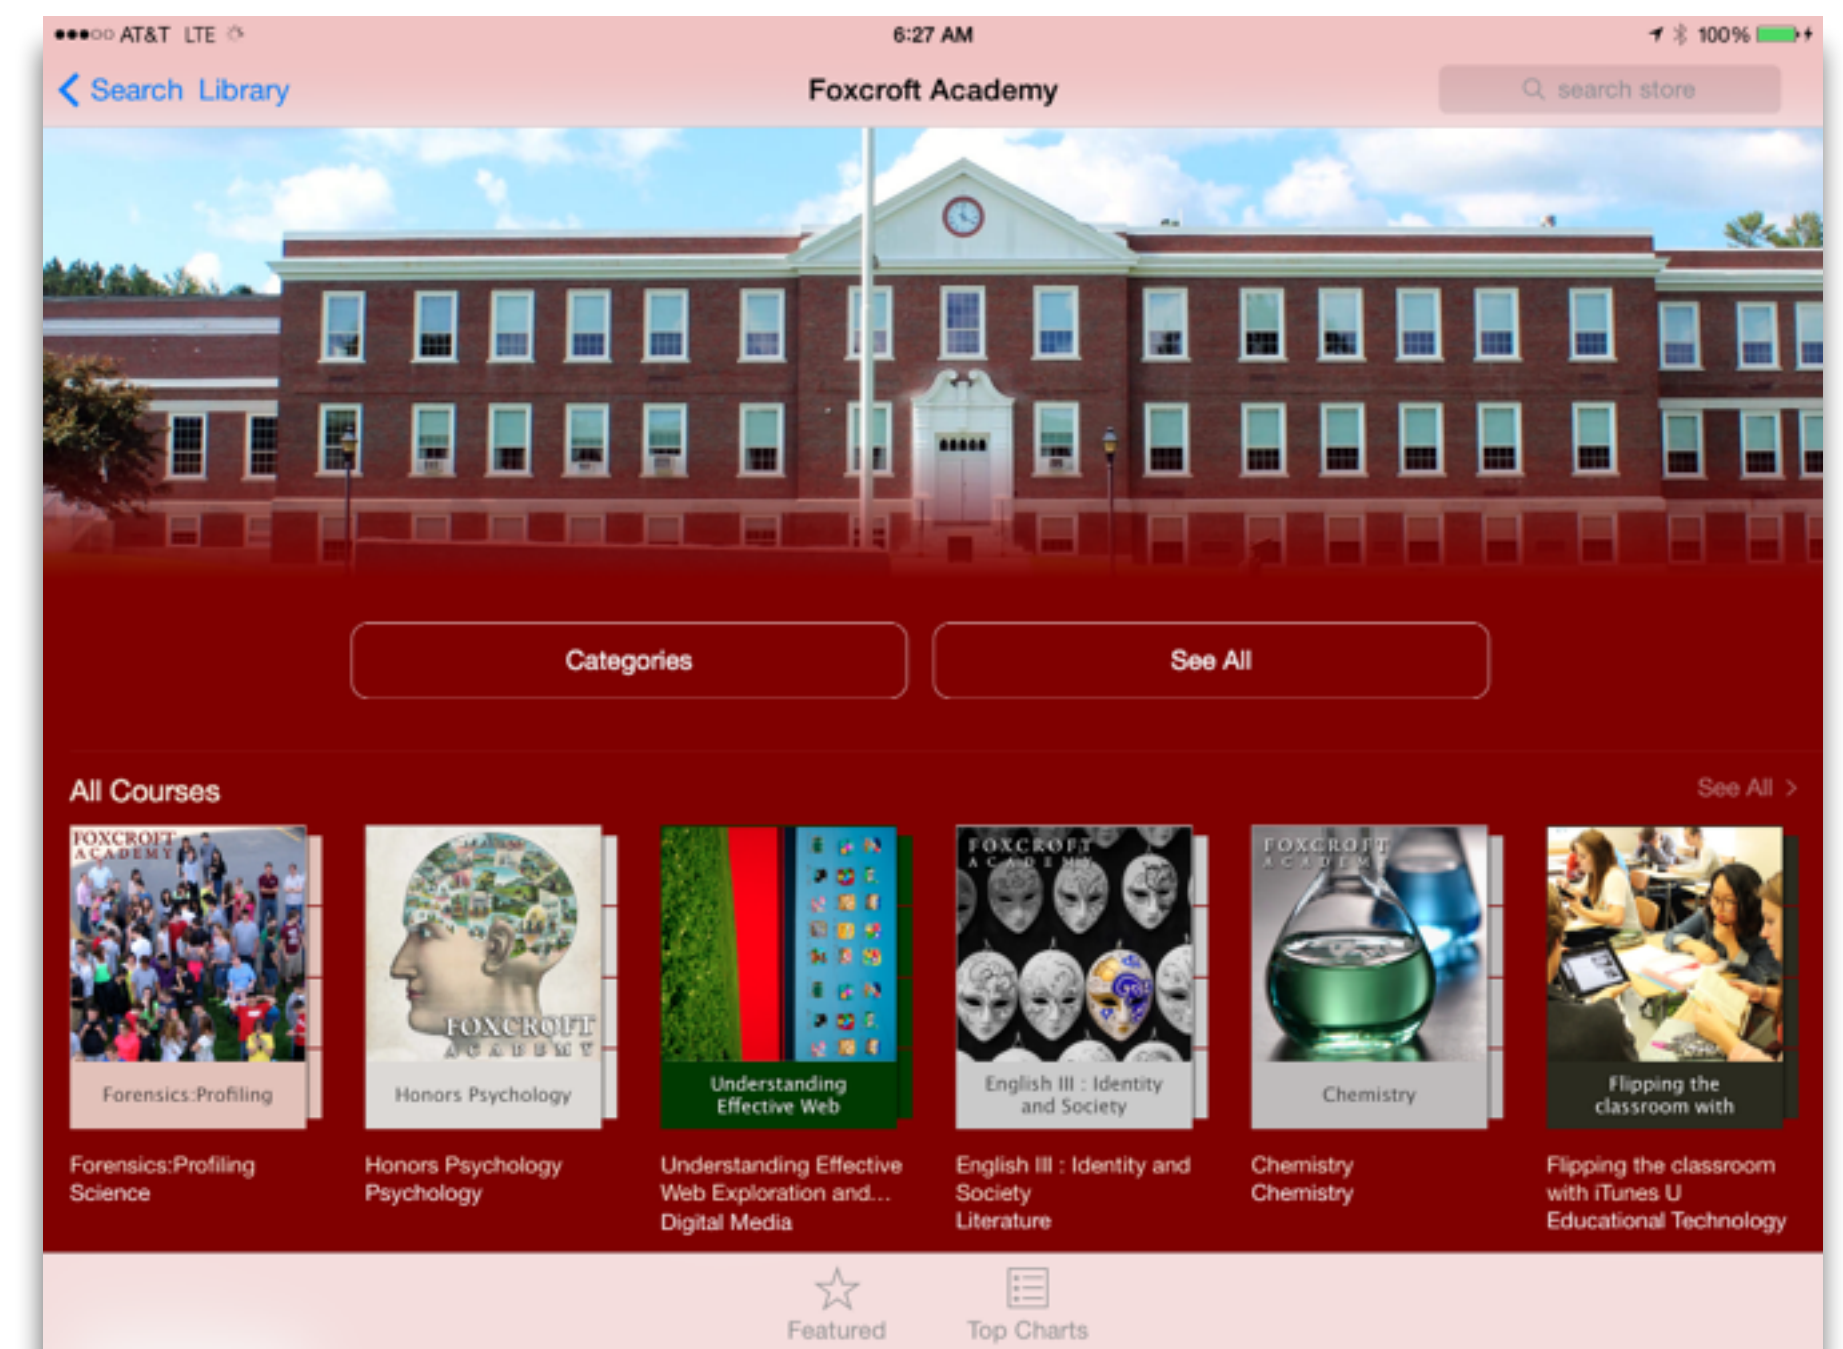 AT&T LTE
6:27 AM
100%
Search Library
Foxcroft Academy
search store
Categories
See All
All Courses
See All >
FOXCROFT
ACADEMY
Forensics:Profiling
FOXCROFT
ACADEMY
Honors Psychology
Understanding
Effective Web
FOXCROFT
ACADEMY
English III : Identity
and Society
FOXCROFT
ACADEMY
Chemistry
Flipping the
classroom with
Forensics:Profiling
Science
Honors Psychology
Psychology
Understanding Effective
Web Exploration and...
Digital Media
English III : Identity and
Society
Literature
Chemistry
Chemistry
Flipping the classroom
with iTunes U
Educational Technology
Featured
Top Charts